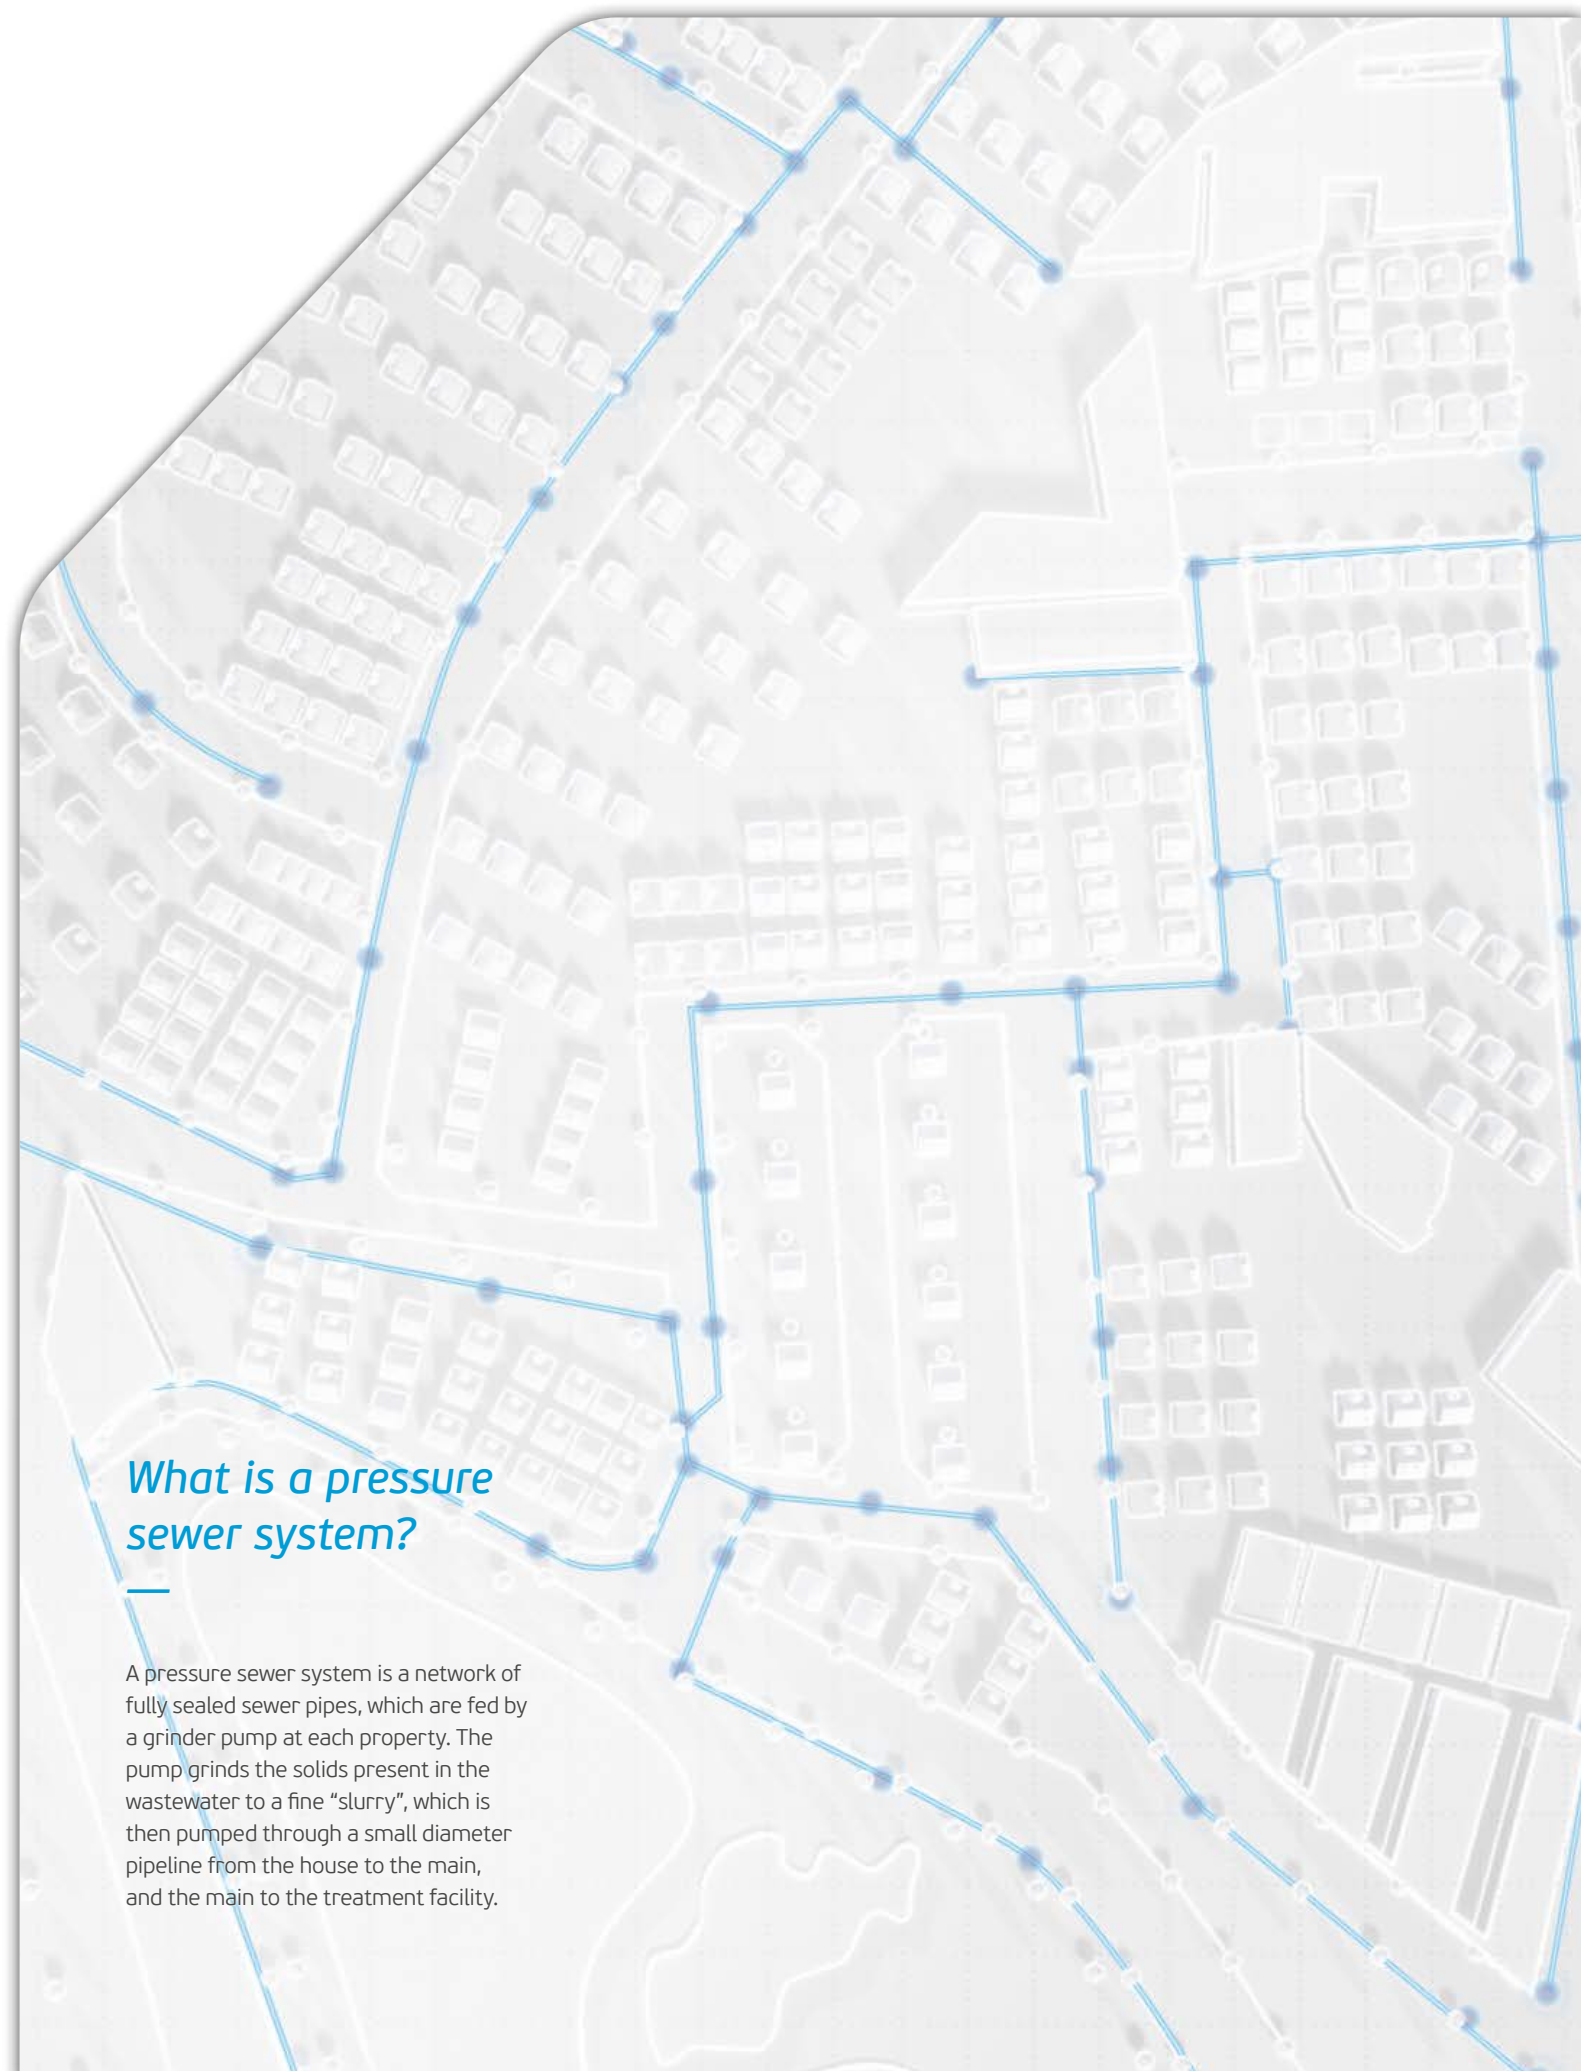 What is a pressure
sewer system?
A pressure sewer system is a network of
fully sealed sewer pipes, which are fed by
a grinder pump at each property. The
pump grinds the solids present in the
wastewater to a fine “slurry”, which is
then pumped through a small diameter
pipeline from the house to the main,
and the main to the treatment facility.